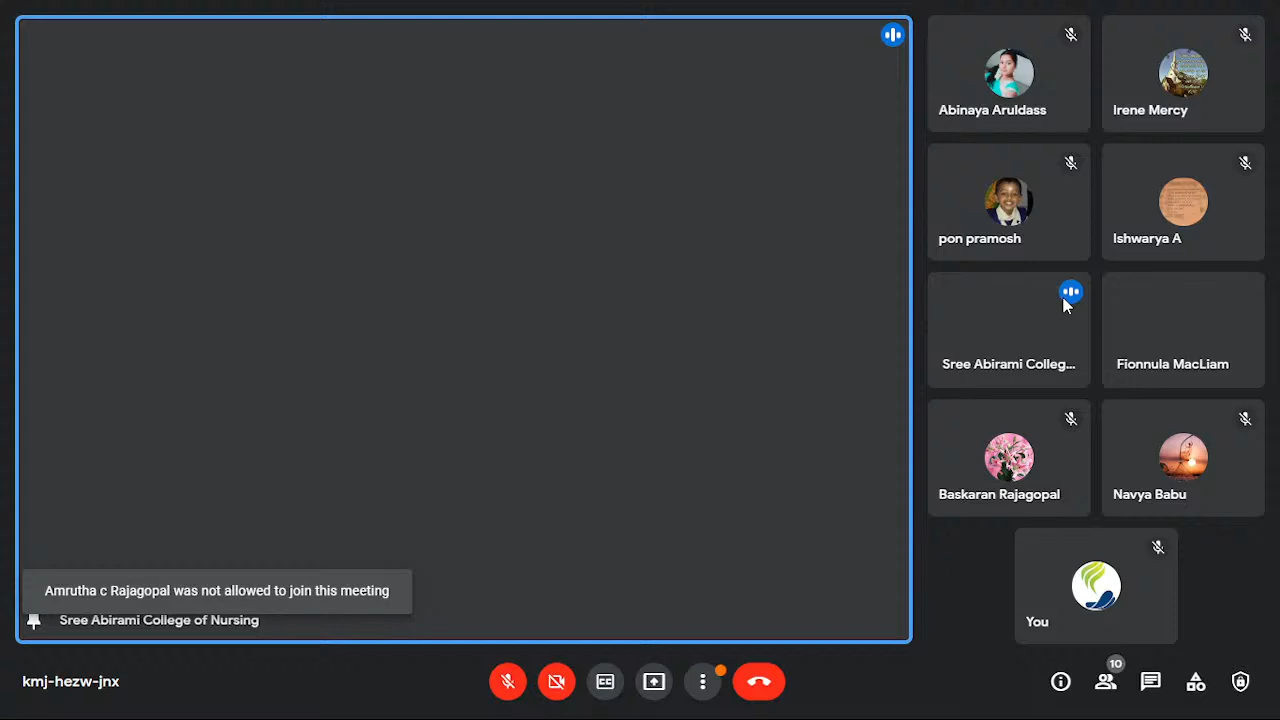 Abinaya Aruldass
Irene Mercy
pon pramosh
Ishwarya A
Sree Abirami Colleg...
Fionnula MacLiam
Baskaran Rajagopal
Navya Babu
You
Amrutha c Rajagopal was not allowed to join this meeting
Sree Abirami College of Nursing
kmj-hezw-jnx
CC
10